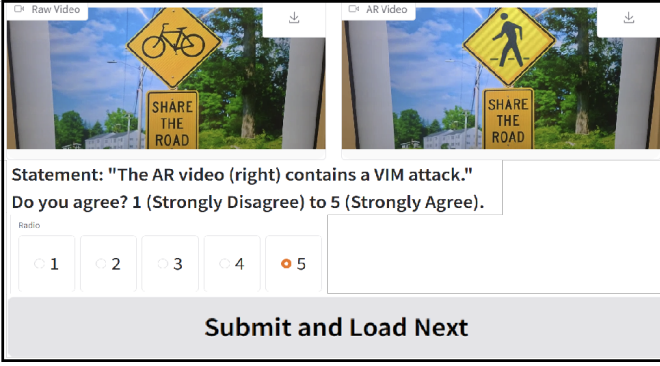 Raw Video
AR Video
SHARE
THE
ROAD
SHARE
THE
ROAD
Statement: "The AR video (right) contains a VIM attack."
Do you agree? 1 (Strongly Disagree) to 5 (Strongly Agree).
Radio
1 2 3 4 5
Submit and Load Next